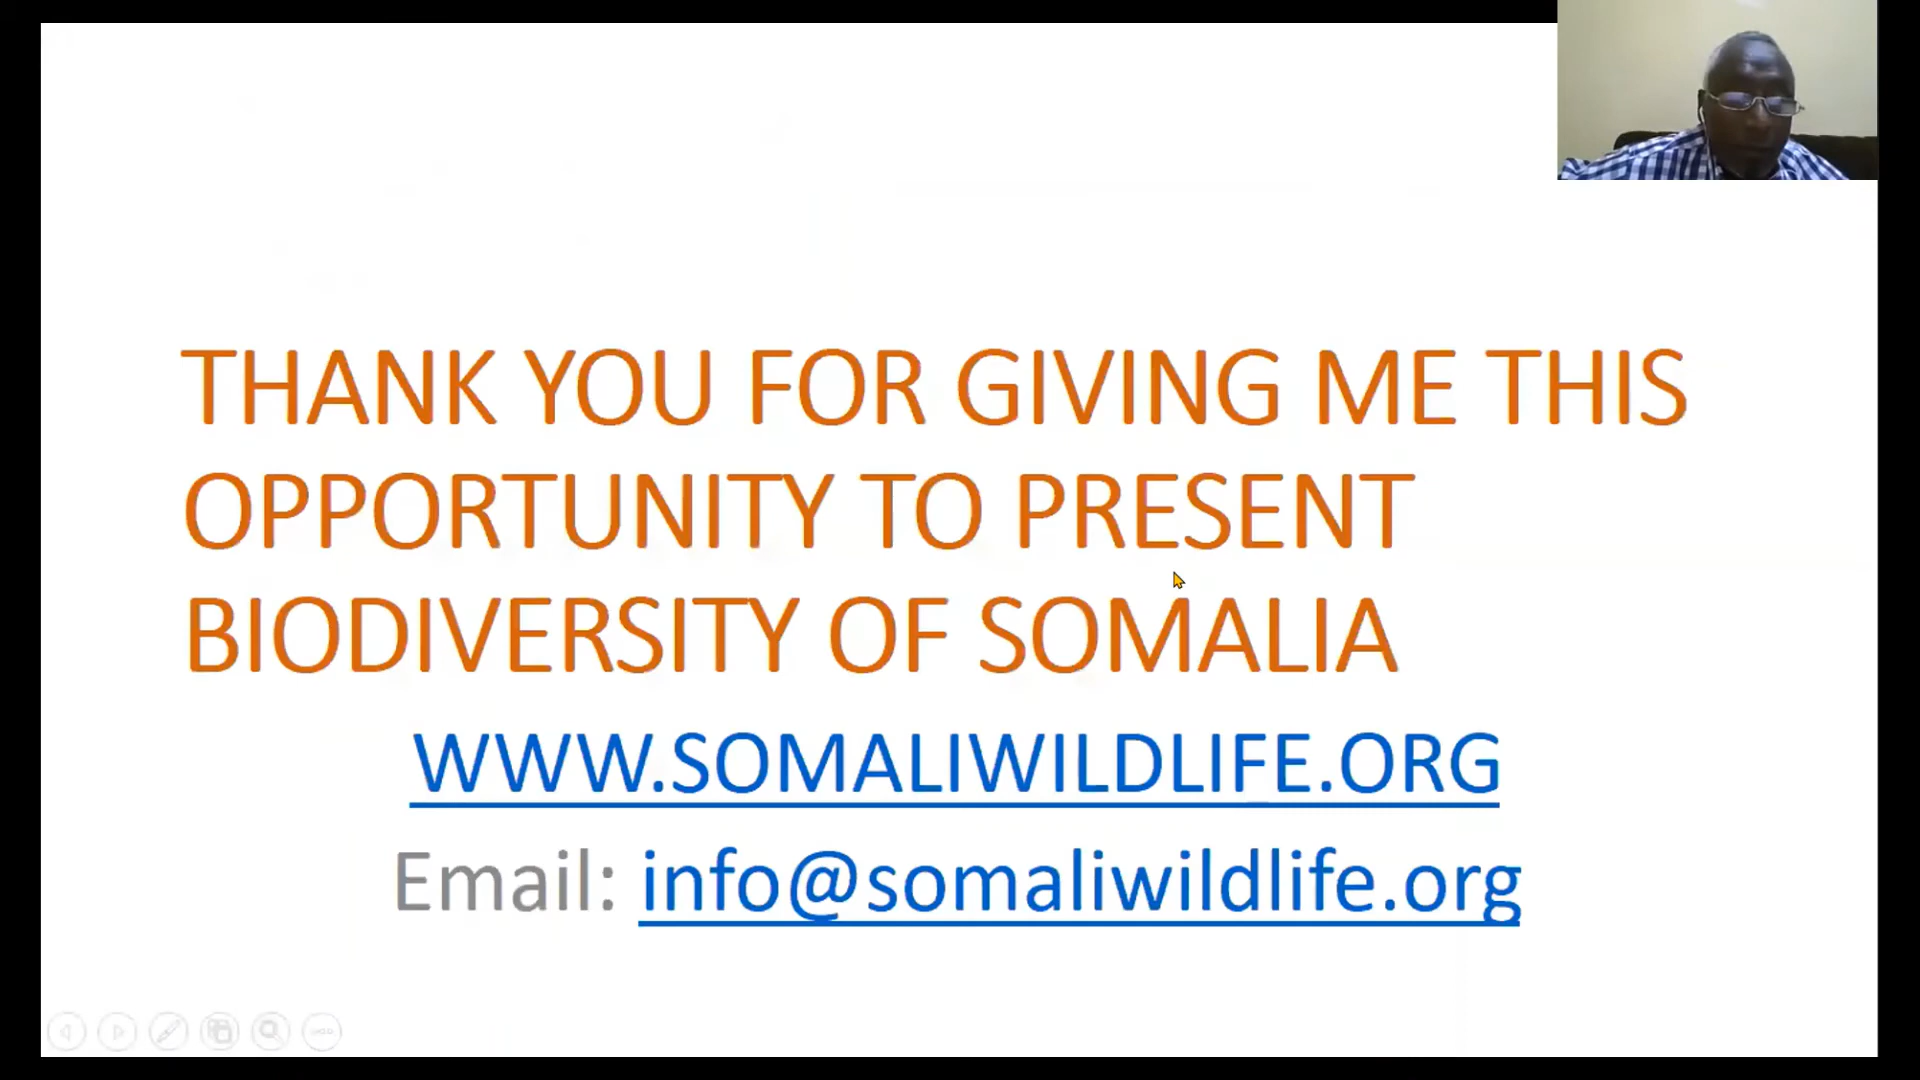 THANK YOU FOR GIVING ME THIS
OPPORTUNITY TO PRESENT
BIODIVERSITY OF SOMALIA
WWW.SOMALIWILDLIFE.ORG
Email: info@somaliwildlife.org